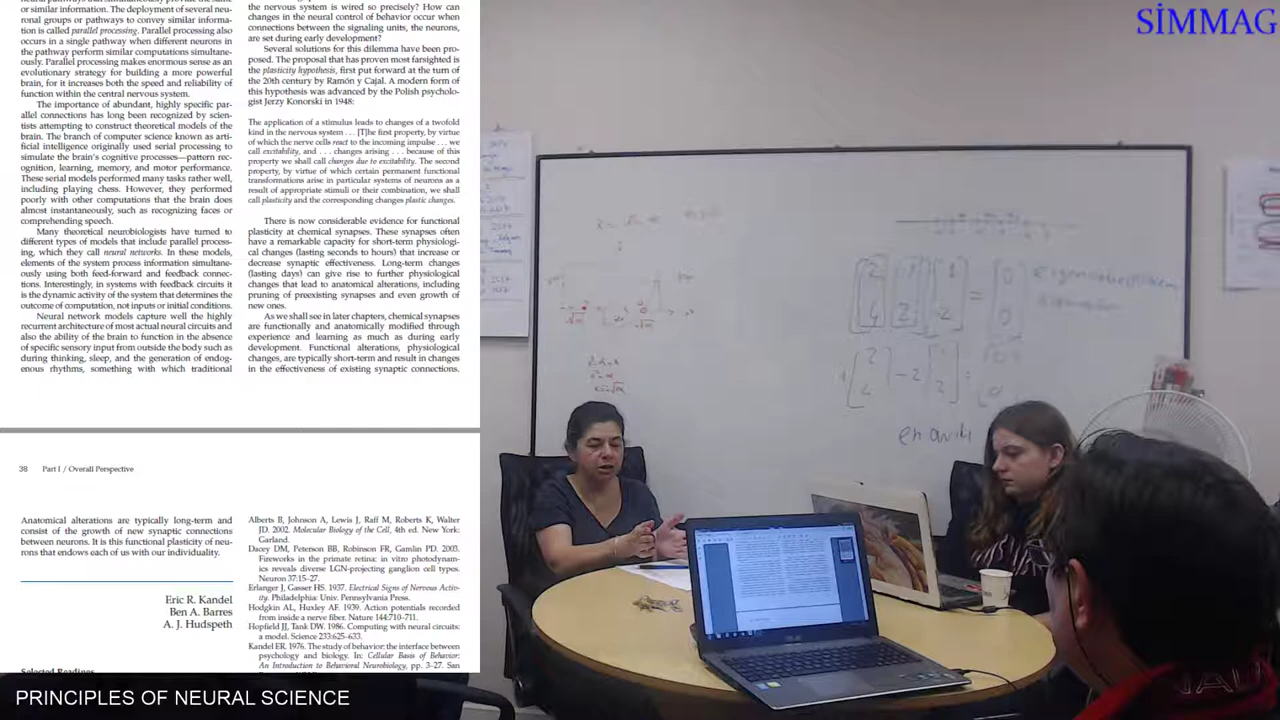 SİMMAG
or similar information. The deployment of several neu-
ronal groups or pathways to convey similar informa-
tion is called parallel processing. Parallel processing also
occurs in a single pathway when different neurons in
the pathway perform similar computations simultane-
ously. Parallel processing makes enormous sense as an
evolutionary strategy for building a more powerful
brain, for it increases both the speed and reliability of
function within the central nervous system.
The importance of abundant, highly specific par-
allel connections has long been recognized by scien-
tists attempting to construct theoretical models of the
brain. The branch of computer science known as arti-
ficial intelligence originally used serial processing to
simulate the brain's cognitive processes—pattern rec-
ognition, learning, memory, and motor performance.
These serial models performed many tasks rather well,
including playing chess. However, they performed
poorly with other computations that the brain does
almost instantaneously, such as recognizing faces or
comprehending speech.
Many theoretical neurobiologists have turned to
different types of models that include parallel process-
ing, which they call neural networks. In these models,
elements of the system process information simultane-
ously using both feed-forward and feedback connec-
tions. Interestingly, in systems with feedback circuits it
is the dynamic activity of the system that determines the
outcome of computation, not inputs or initial conditions.
Neural network models capture well the highly
recurrent architecture of most actual neural circuits and
also the ability of the brain to function in the absence
of specific sensory input from outside the body such as
during thinking, sleep, and the generation of endog-
enous rhythms, something with which traditional
the nervous system is wired so precisely? How can
changes in the neural control of behavior occur when
connections between the signaling units, the neurons,
are set during early development?
Several solutions for this dilemma have been pro-
posed. The proposal that has proven most farsighted is
the plasticity hypothesis, first put forward at the turn of
the 20th century by Ramón y Cajal. A modern form of
this hypothesis was advanced by the Polish psycholo-
gist Jerzy Konorski in 1948:
The application of a stimulus leads to changes of a twofold
kind in the nervous system . . . [T]he first property, by virtue
of which the nerve cells react to the incoming impulse . . . we
call excitability, and . . . changes arising . . . because of this
property we shall call changes due to excitability. The second
property, by virtue of which certain permanent functional
transformations arise in particular systems of neurons as a
result of appropriate stimuli or their combination, we shall
call plasticity and the corresponding changes plastic changes.
There is now considerable evidence for functional
plasticity at chemical synapses. These synapses often
have a remarkable capacity for short-term physiologi-
cal changes (lasting seconds to hours) that increase or
decrease synaptic effectiveness. Long-term changes
(lasting days) can give rise to further physiological
changes that lead to anatomical alterations, including
pruning of preexisting synapses and even growth of
new ones.
As we shall see in later chapters, chemical synapses
are functionally and anatomically modified through
experience and learning as much as during early
development. Functional alterations, physiological
changes, are typically short-term and result in changes
in the effectiveness of existing synaptic connections.
38 Part I / Overall Perspective
Anatomical alterations are typically long-term and
consist of the growth of new synaptic connections
between neurons. It is this functional plasticity of neu-
rons that endows each of us with our individuality.
Eric R. Kandel
Ben A. Barres
A. J. Hudspeth
Selected Readings
Alberts B, Johnson A, Lewis J, Raff M, Roberts K, Walter
JD. 2002. Molecular Biology of the Cell, 4th ed. New York:
Garland.
Dacey DM, Peterson BB, Robinson FR, Gamlin PD. 2003.
Fireworks in the primate retina: in vitro photodynam-
ics reveals diverse LGN-projecting ganglion cell types.
Neuron 37:15–27.
Erlanger J, Gasser HS. 1937. Electrical Signs of Nervous Activ-
ity. Philadelphia: Univ. Pennsylvania Press.
Hodgkin AL, Huxley AF. 1939. Action potentials recorded
from inside a nerve fiber. Nature 144:710–711.
Hopfield JJ, Tank DW. 1986. Computing with neural circuits:
a model. Science 233:625–633.
Kandel ER. 1976. The study of behavior: the interface between
psychology and biology. In: Cellular Basis of Behavior:
An Introduction to Behavioral Neurobiology, pp. 3–27. San
PRINCIPLES OF NEURAL SCIENCE